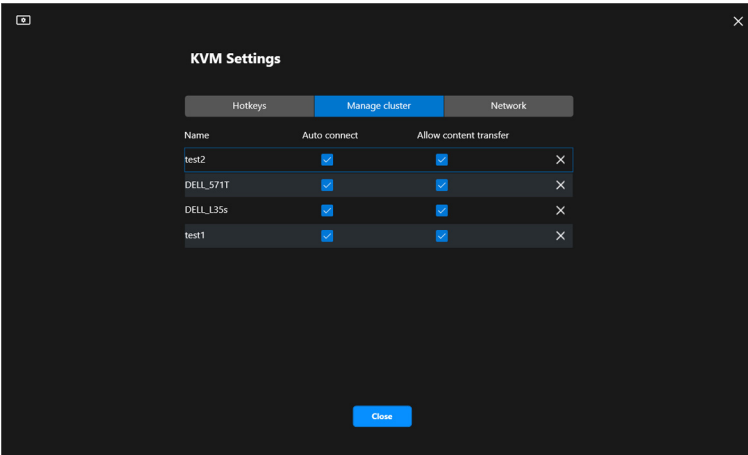 KVM Settings
Hotkeys Manage cluster Network
Name Auto connect Allow content transfer
test2
DELL_571T
DELL_L35s
test1
Close